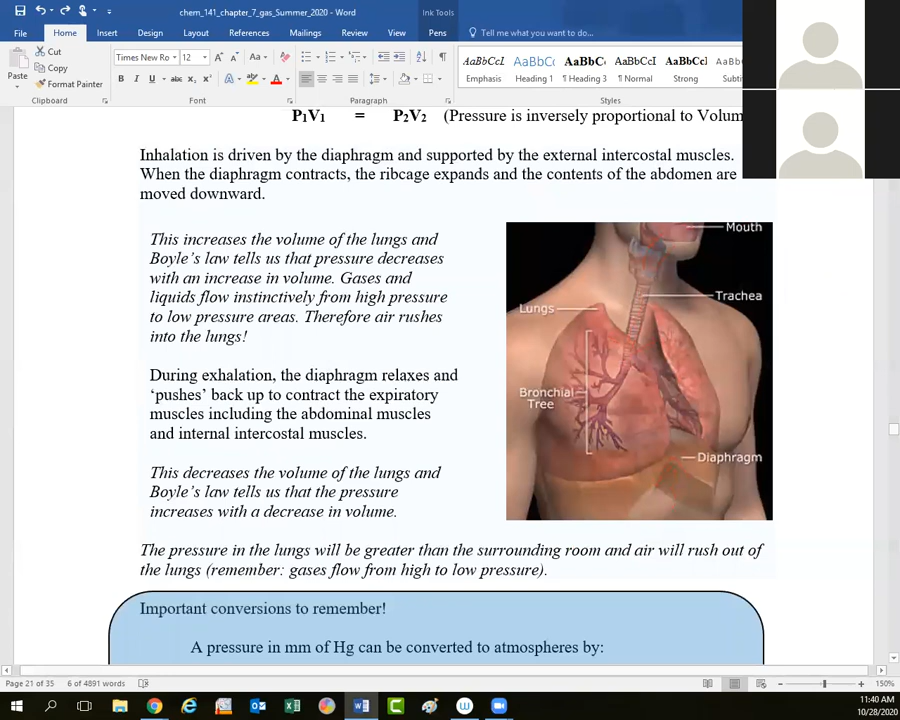 chem_141_chapter_7_gas_Summer_2020 - Word
Ink Tools
File Home Insert Design Layout References Mailings Review View Pens Tell me what you want to do...
Cut
Copy
Format Painter
Paste
Times New Ro 12
AaBbCcL AaBbCc AaBbC AaBbCcI AaBbCcL
Emphasis Heading 1 ¶ Heading 3 ¶ Normal Strong
Clipboard Font Paragraph Styles
P₁V₁ = P₂V₂ (Pressure is inversely proportional to Volum
Inhalation is driven by the diaphragm and supported by the external intercostal muscles.
When the diaphragm contracts, the ribcage expands and the contents of the abdomen are
moved downward.
This increases the volume of the lungs and
Boyle's law tells us that pressure decreases
with an increase in volume. Gases and
liquids flow instinctively from high pressure
to low pressure areas. Therefore air rushes
into the lungs!
During exhalation, the diaphragm relaxes and
'pushes' back up to contract the expiratory
muscles including the abdominal muscles
and internal intercostal muscles.
This decreases the volume of the lungs and
Boyle's law tells us that the pressure
increases with a decrease in volume.
Mouth
Trachea
Lungs
Bronchial
Tree
Diaphragm
The pressure in the lungs will be greater than the surrounding room and air will rush out of
the lungs (remember: gases flow from high to low pressure).
Important conversions to remember!
A pressure in mm of Hg can be converted to atmospheres by:
Page 21 of 35 6 of 4891 words
150%
11:40 AM
10/28/2020